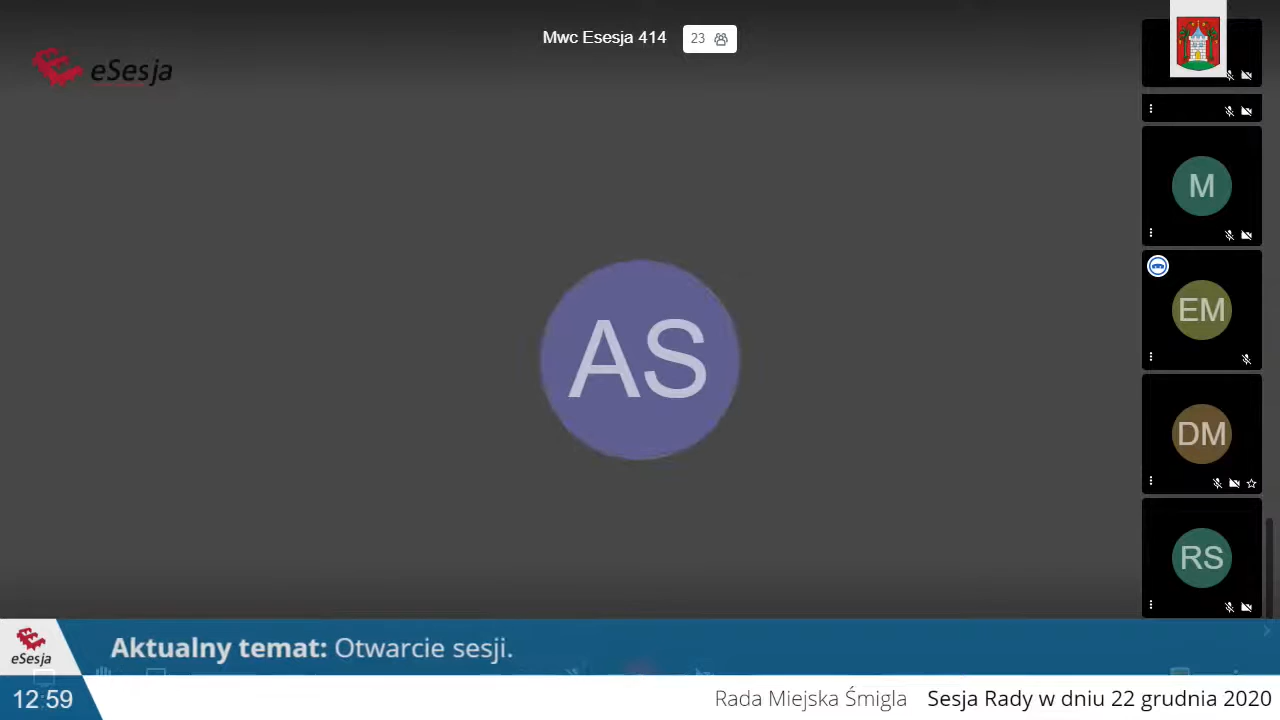 Mwc Esesja 414
23
eSesja
M
EM
AS
DM
RS
Aktualny temat: Otwarcie sesji.
eSesja
12:59
Rada Miejska Śmigla Sesja Rady w dniu 22 grudnia 2020